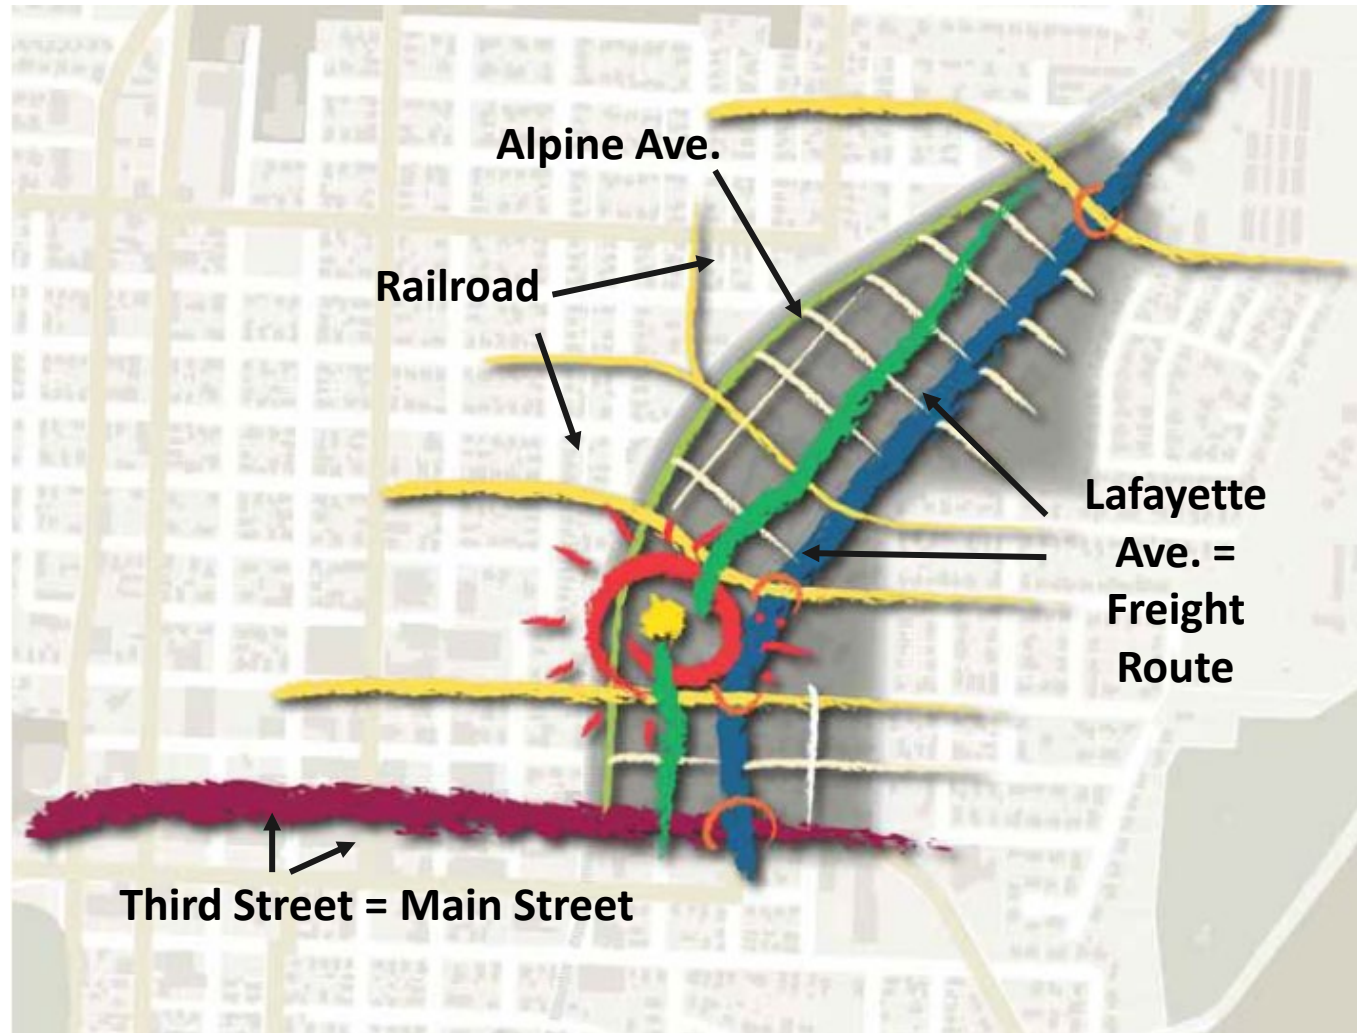 Alpine Ave.
Railroad
Lafayette
Ave. =
Freight
Route
Third Street = Main Street